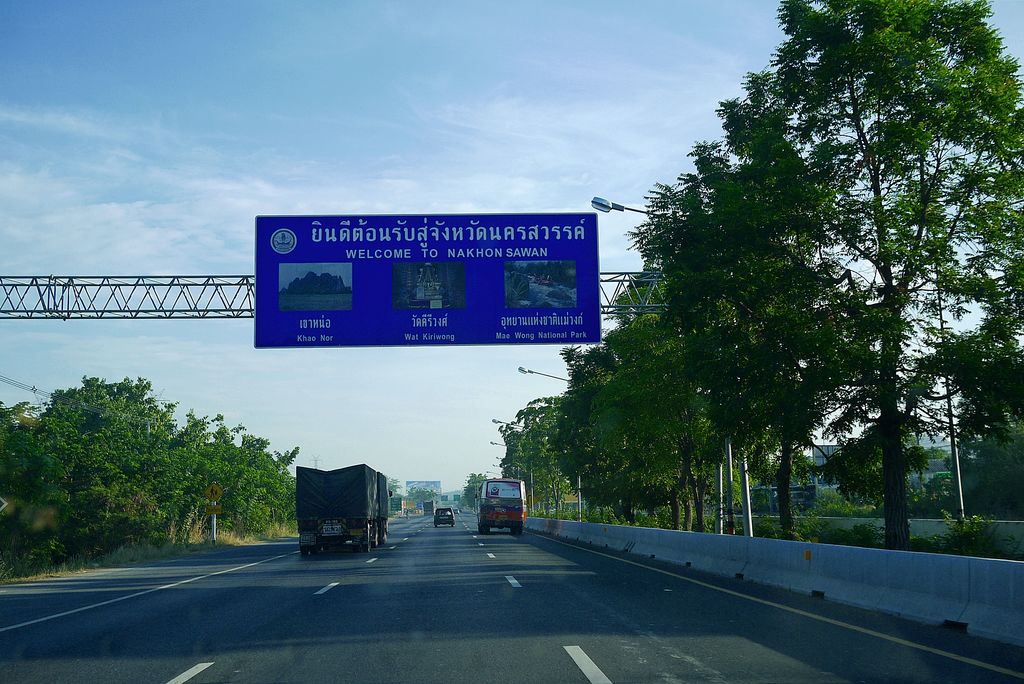 ยินดีต้อนรับสู่จังหวัดนครสวรรค์
WELCOME TO NAKHON SAWAN
เขาหน่อ
Khao Nor
วัดคีรีวงศ์
Wat Kiriwong
อุทยานแห่งชาติแม่วงก์
Mae Wong National Park